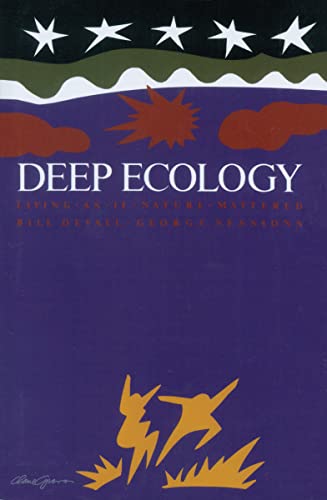 DEEP ECOLOGY
LIVING AS IF NATURE MATTERED
BILL DEVALL GEORGE SESSIONS